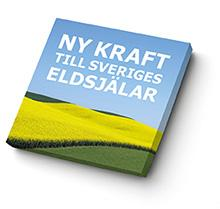 NY KRAFT
TILL SVERIGES
ELDSJÄLAR